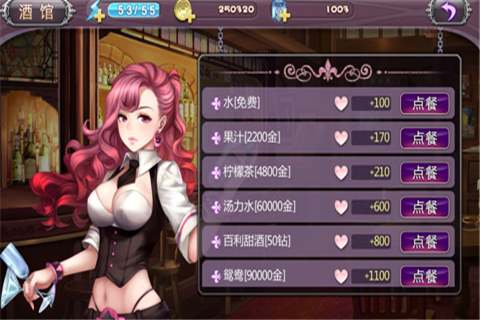 酒馆 53/55 250320 1003
水[免费] +100 点餐
果汁[2200金] +170 点餐
柠檬茶[4800金] +210 点餐
汤力水[60000金] +600 点餐
百利甜酒[50钻] +800 点餐
鸳鸯[90000金] +1100 点餐